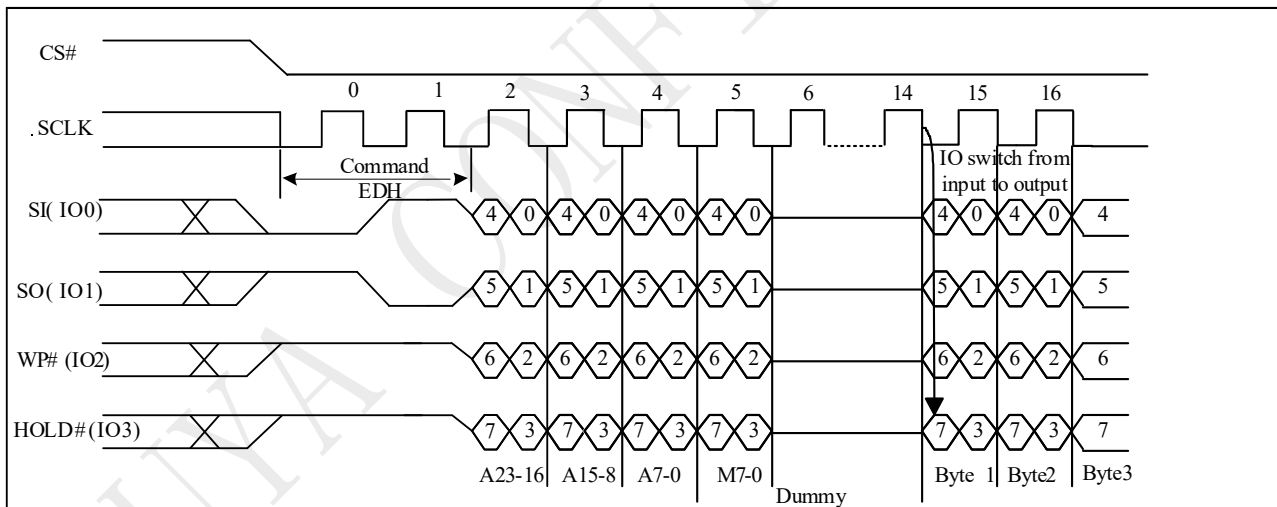 CS#
0 1 2 3 4 5 6 14 15 16
.SCLK
Command
EDH
IO switch from
input to output
SI( IO0) 4 0 4 0 4 0 4 0 4 0 4 0 4
SO( IO1) 5 1 5 1 5 1 5 1 5 1 5 1 5
WP# (IO2) 6 2 6 2 6 2 6 2 6 2 6 2 6
HOLD# (IO3) 7 3 7 3 7 3 7 3 7 3 7 3 7
A23-16 A15-8 A7-0 M7-0 Byte 1 Byte2 Byte3
Dummy
UYA CONF